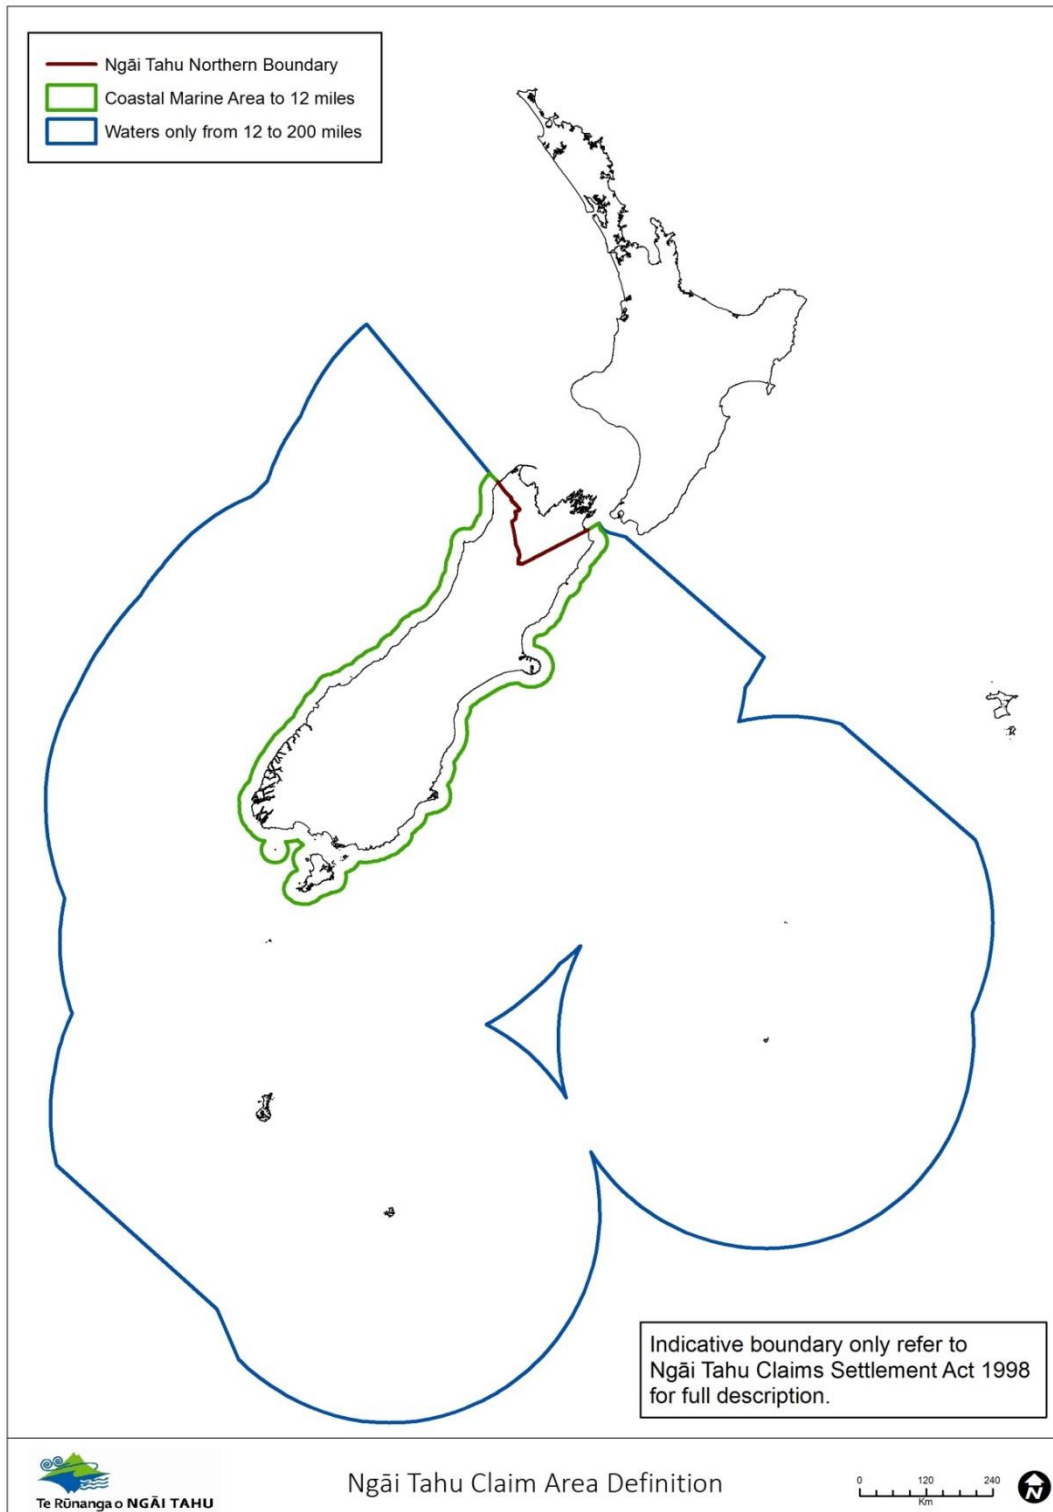 Ngāi Tahu Northern Boundary
Coastal Marine Area to 12 miles
Waters only from 12 to 200 miles
Indicative boundary only refer to
Ngāi Tahu Claims Settlement Act 1998
for full description.
Te Rūnanga o NGĀI TAHU
Ngāi Tahu Claim Area Definition
0 120 240
Km
N